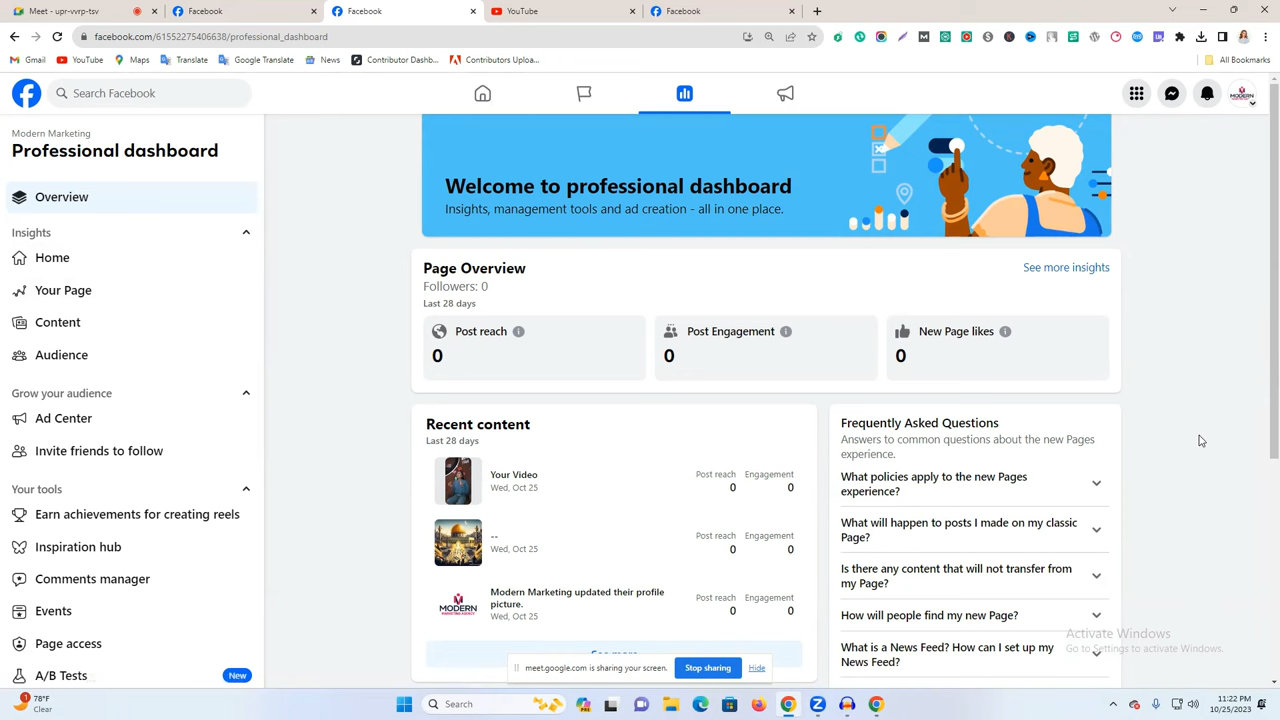 Meet - upr-vvrp-tsv
Facebook
Facebook
YouTube
Facebook
facebook.com/61552275406638/professional_dashboard
Gmail
YouTube
Maps
Translate
Google Translate
News
Contributor Dashb...
Contributors Uploa...
All Bookmarks
Search Facebook
Modern Marketing
Professional dashboard
Overview
Insights
Home
Your Page
Content
Audience
Grow your audience
Ad Center
Invite friends to follow
Your tools
Earn achievements for creating reels
Inspiration hub
Comments manager
Events
Page access
A/B Tests
New
Welcome to professional dashboard
Insights, management tools and ad creation - all in one place.
Page Overview
See more insights
Followers: 0
Last 28 days
Post reach
0
Post Engagement
0
New Page likes
0
Recent content
Last 28 days
Your Video
Wed, Oct 25
Post reach
0
Engagement
0
--
Wed, Oct 25
Post reach
0
Engagement
0
MODERN
Modern Marketing updated their profile
picture.
Wed, Oct 25
Post reach
0
Engagement
0
See more
Frequently Asked Questions
Answers to common questions about the new Pages
experience.
What policies apply to the new Pages
experience?
What will happen to posts I made on my classic
Page?
Is there any content that will not transfer from
my Page?
How will people find my new Page?
What is a News Feed? How can I set up my
News Feed?
Activate Windows
Go to Settings to activate Windows.
meet.google.com is sharing your screen.
Stop sharing
Hide
1
78°F
Clear
Search
11:22 PM
10/25/2023